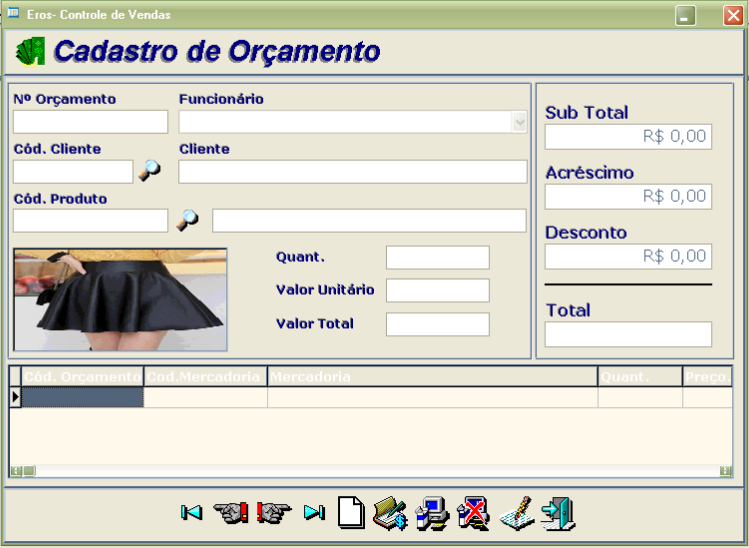 Eros- Controle de Vendas
Cadastro de Orçamento
Nº Orçamento Funcionário
Cód. Cliente Cliente
Cód. Produto
Quant.
Valor Unitário
Valor Total
Sub Total
R$ 0,00
Acréscimo
R$ 0,00
Desconto
R$ 0,00
Total
Cód. Orçamento Cod.Mercadoria Mercadoria Quant. Preço